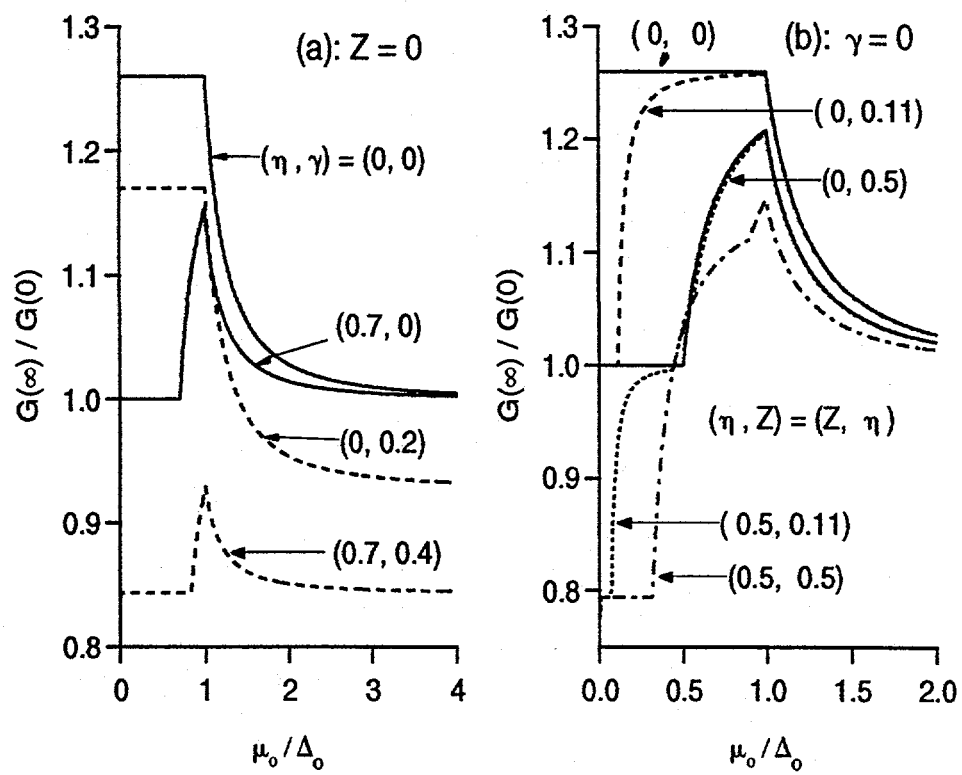 (a): Z = 0
1.3
1.2
1.1
1.0
0.9
0.8
G(∞) / G(0)
(η , γ) = (0, 0)
(0.7, 0)
(0, 0.2)
(0.7, 0.4)
0 1 2 3 4
μₒ/Δₒ
(b): γ = 0
1.3
1.2
1.1
1.0
0.9
0.8
G(∞) / G(0)
( 0, 0)
( 0, 0.11)
(0, 0.5)
(η , Z) = (Z, η )
( 0.5, 0.11)
(0.5, 0.5)
0.0 0.5 1.0 1.5 2.0
μₒ/Δₒ